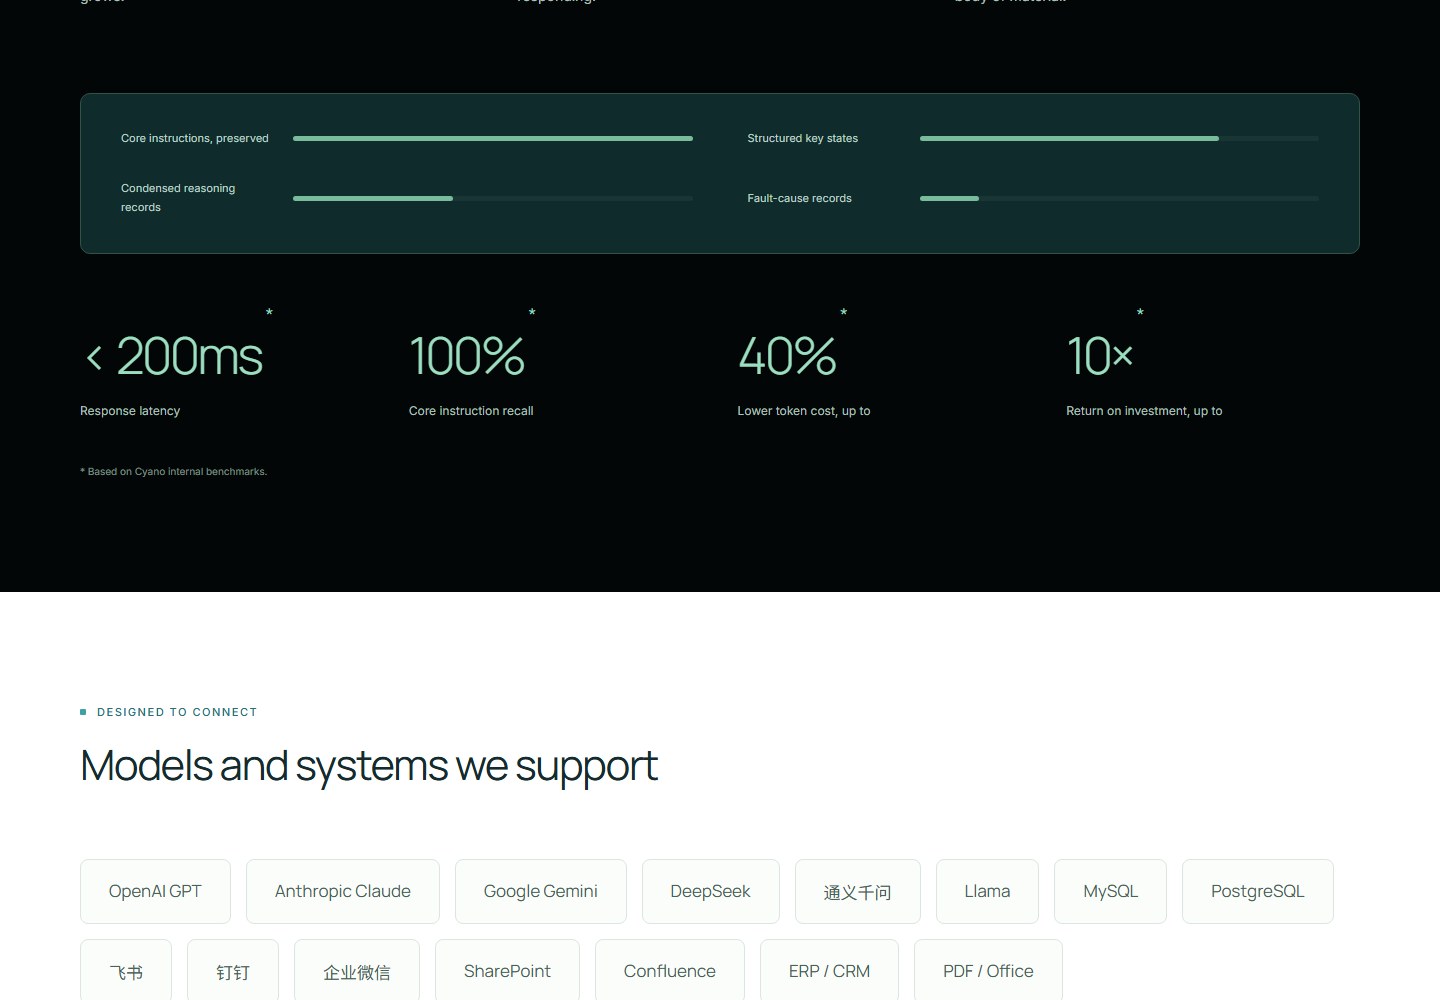 Core instructions, preserved
Structured key states
Condensed reasoning
records
Fault-cause records
< 200ms*
100%*
40%*
10×*
Response latency
Core instruction recall
Lower token cost, up to
Return on investment, up to
* Based on Cyano internal benchmarks.
DESIGNED TO CONNECT
Models and systems we support
OpenAI GPT
Anthropic Claude
Google Gemini
DeepSeek
通义千问
Llama
MySQL
PostgreSQL
飞书
钉钉
企业微信
SharePoint
Confluence
ERP / CRM
PDF / Office